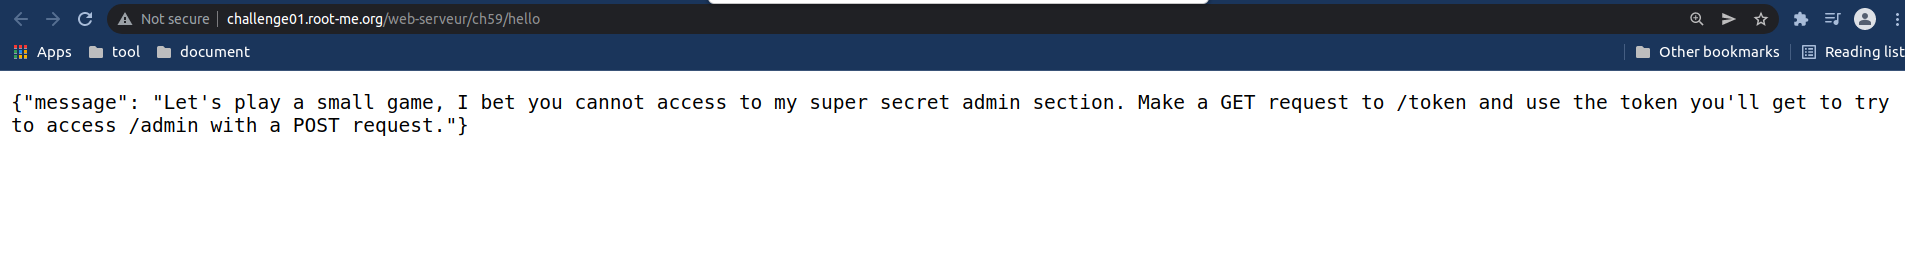 Not secure | challenge01.root-me.org/web-serveur/ch59/hello
Apps tool document Other bookmarks Reading list
{"message": "Let's play a small game, I bet you cannot access to my super secret admin section. Make a GET request to /token and use the token you'll get to try
to access /admin with a POST request."}